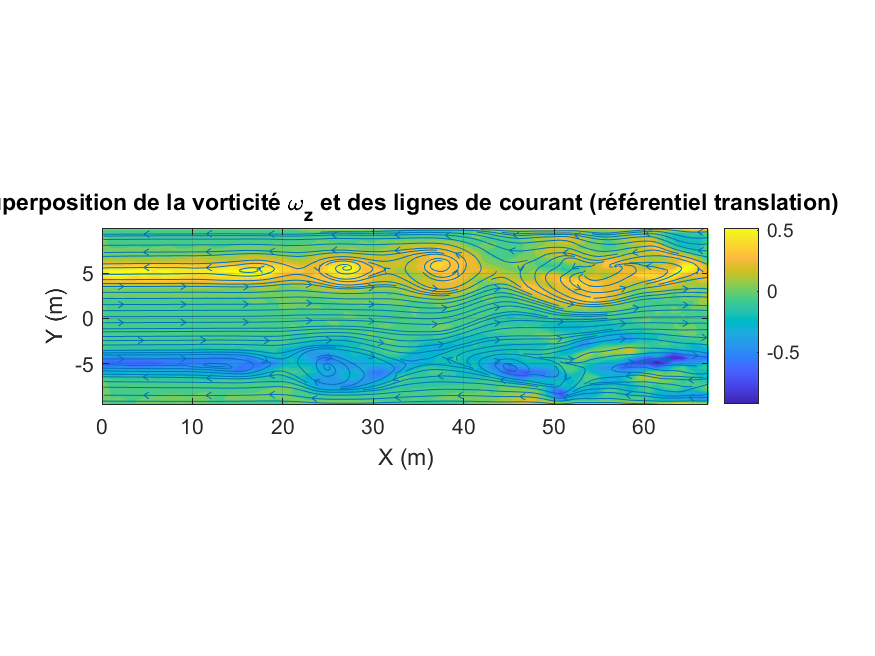 perposition de la vorticité ω_z et des lignes de courant (référentiel translation)
0.5
5
0
0
Y (m)
-5
-0.5
0 10 20 30 40 50 60
X (m)